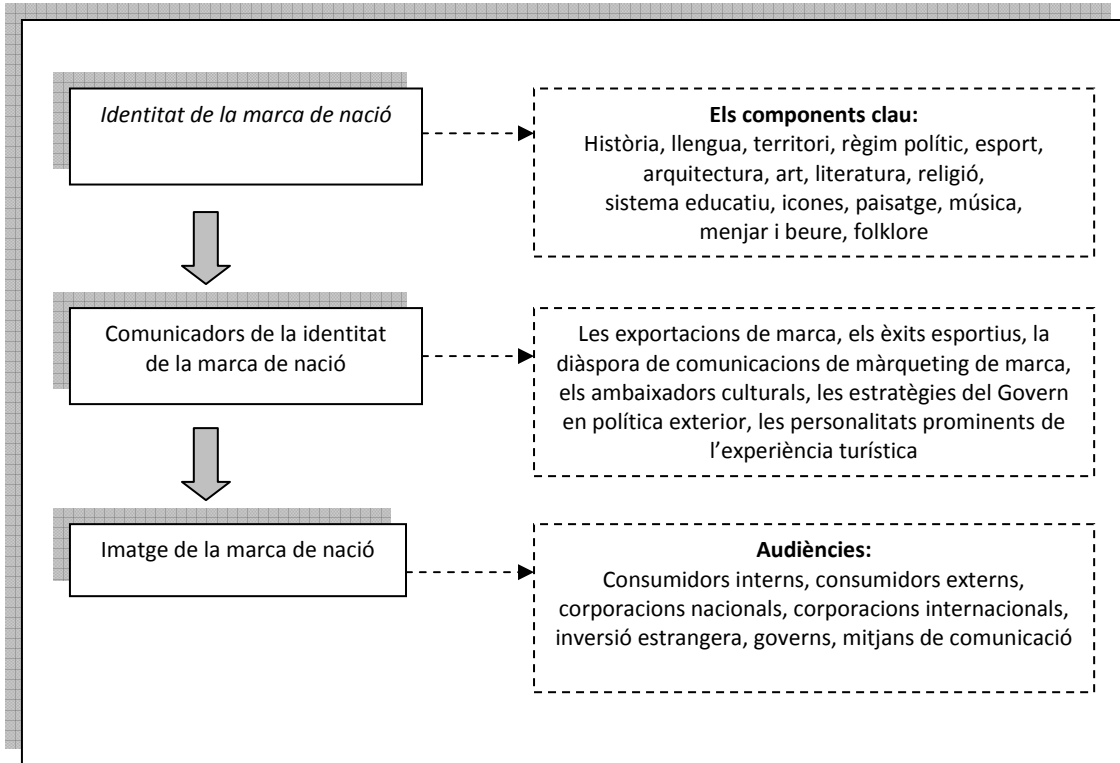 Identitat de la marca de nació
Els components clau:
Història, llengua, territori, règim polític, esport,
arquitectura, art, literatura, religió,
sistema educatiu, icones, paisatge, música,
menjar i beure, folklore
Comunicadors de la identitat
de la marca de nació
Les exportacions de marca, els èxits esportius, la
diàspora de comunicacions de màrqueting de marca,
els ambaixadors culturals, les estratègies del Govern
en política exterior, les personalitats prominents de
l’experiència turística
Imatge de la marca de nació
Audiències:
Consumidors interns, consumidors externs,
corporacions nacionals, corporacions internacionals,
inversió estrangera, governs, mitjans de comunicació